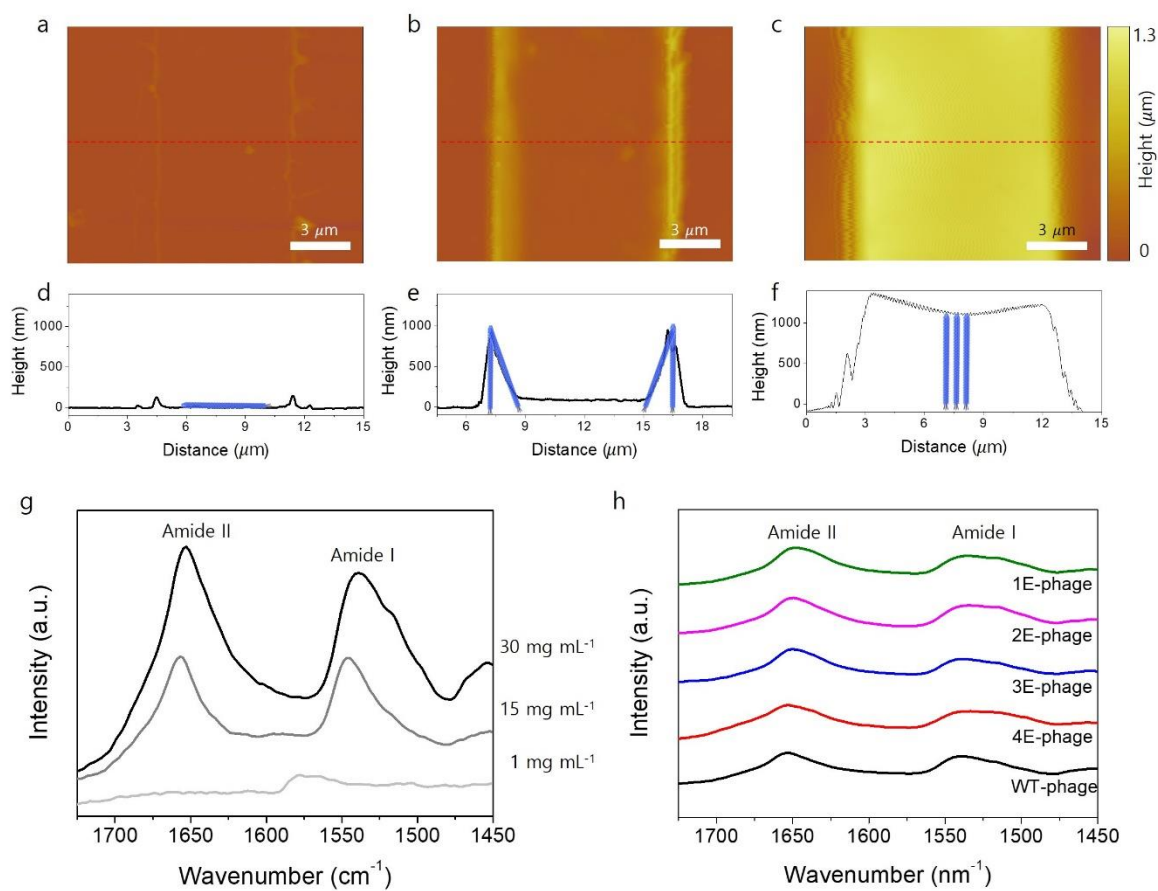 a
b
c
1.3
Height (μm)
0
3 μm
3 μm
3 μm
d
e
f
Height (nm)
1000
500
0
0 3 6 9 12 15
Distance (μm)
Height (nm)
1000
500
0
6 9 12 15 18
Distance (μm)
Height (nm)
1000
500
0
0 3 6 9 12 15
Distance (μm)
g
Amide II
Amide I
30 mg mL⁻¹
15 mg mL⁻¹
1 mg mL⁻¹
Intensity (a.u.)
1700 1650 1600 1550 1500 1450
Wavenumber (cm⁻¹)
h
Amide II
Amide I
1E-phage
2E-phage
3E-phage
4E-phage
WT-phage
Intensity (a.u.)
1700 1650 1600 1550 1500 1450
Wavenumber (nm⁻¹)